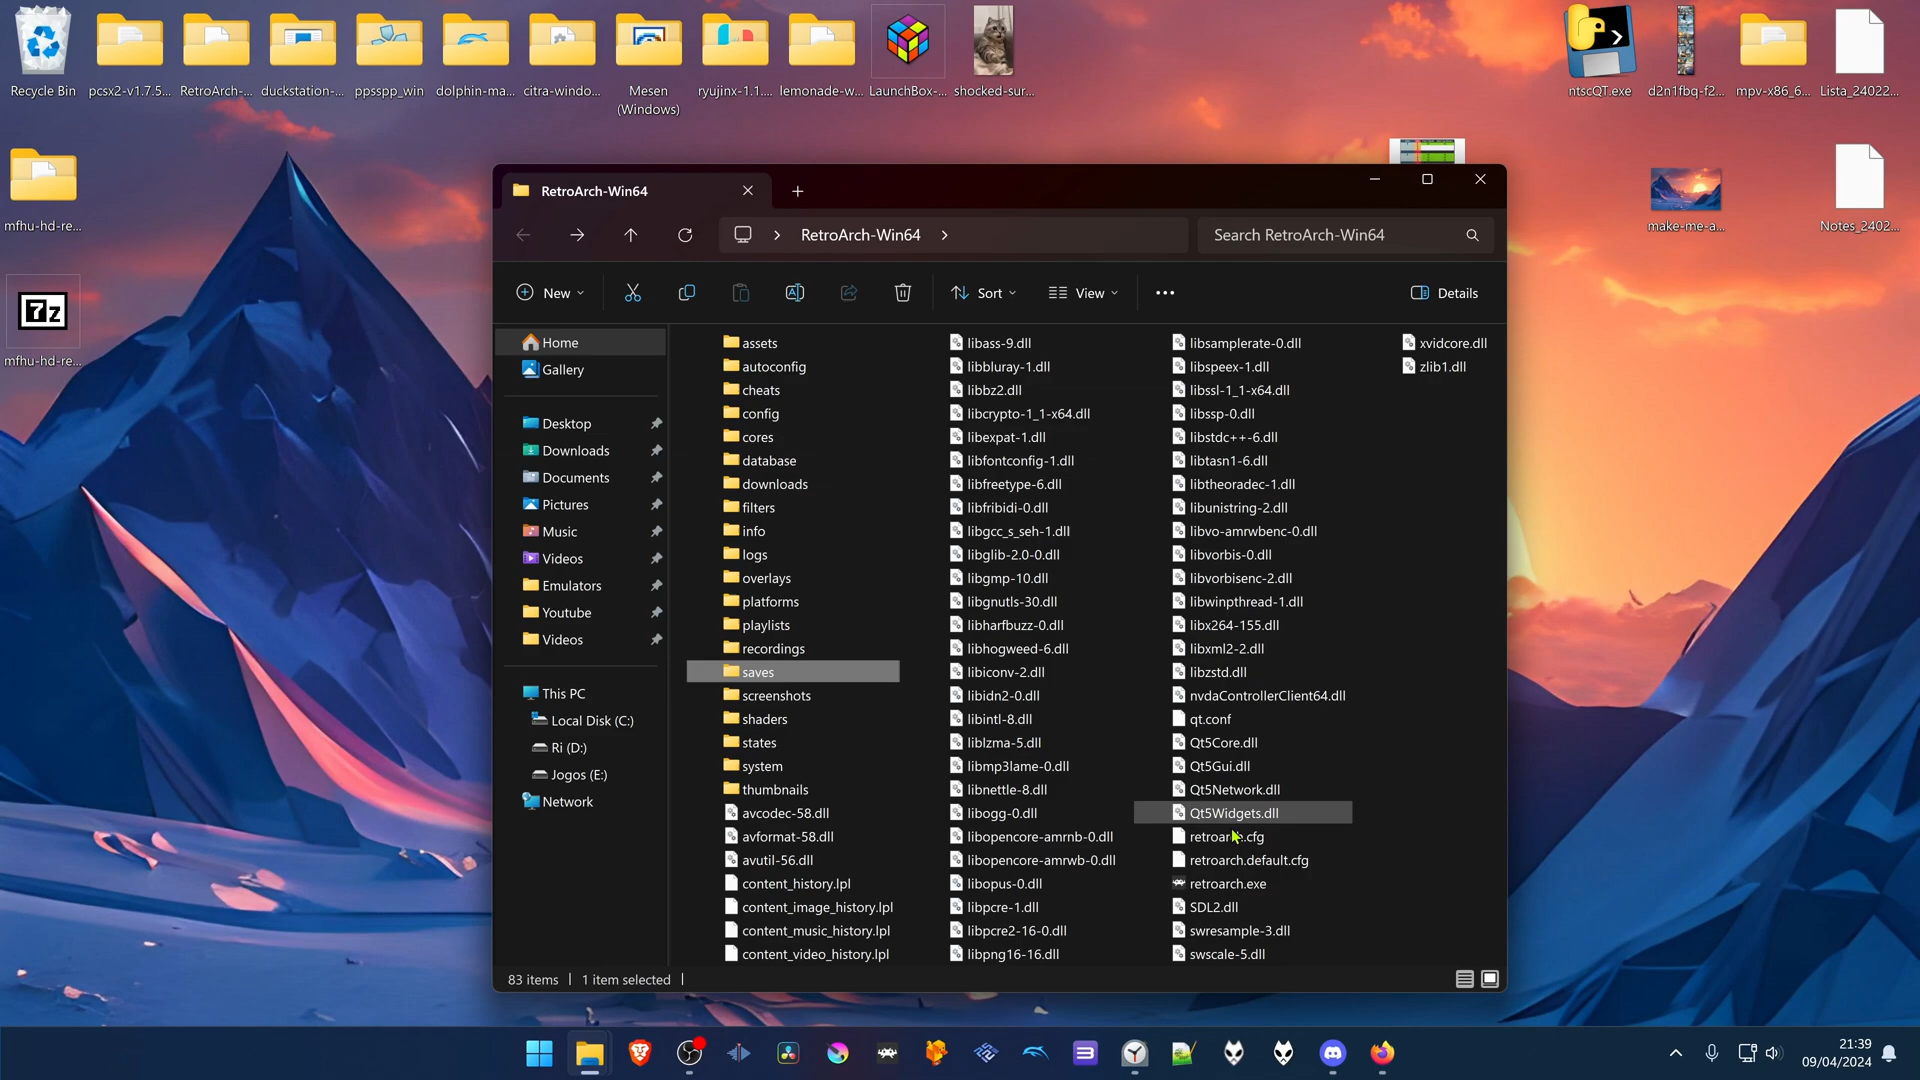 Recycle Bin
pcsx2-v1.7.5...
RetroArch-...
duckstation-...
ppsspp_win
dolphin-ma...
citra-windo...
Mesen
(Windows)
ryujinx-1.1....
lemonade-w...
LaunchBox-...
shocked-sur...
ntscQT.exe
d2n1fbq-f2...
mpv-x86_6...
Lista_24022...
mfhu-hd-re...
make-me-a...
Notes_2402...
7z
mfhu-hd-re...
RetroArch-Win64
RetroArch-Win64
Search RetroArch-Win64
New
Sort
View
Details
Home
Gallery
Desktop
Downloads
Documents
Pictures
Music
Videos
Emulators
Youtube
Videos
This PC
Local Disk (C:)
Ri (D:)
Jogos (E:)
Network
assets
autoconfig
cheats
config
cores
database
downloads
filters
info
logs
overlays
platforms
playlists
recordings
saves
screenshots
shaders
states
system
thumbnails
avcodec-58.dll
avformat-58.dll
avutil-56.dll
content_history.lpl
content_image_history.lpl
content_music_history.lpl
content_video_history.lpl
libass-9.dll
libbluray-1.dll
libbz2.dll
libcrypto-1_1-x64.dll
libexpat-1.dll
libfontconfig-1.dll
libfreetype-6.dll
libfribidi-0.dll
libgcc_s_seh-1.dll
libglib-2.0-0.dll
libgmp-10.dll
libgnutls-30.dll
libharfbuzz-0.dll
libhogweed-6.dll
libiconv-2.dll
libidn2-0.dll
libintl-8.dll
liblzma-5.dll
libmp3lame-0.dll
libnettle-8.dll
libogg-0.dll
libopencore-amrnb-0.dll
libopencore-amrwb-0.dll
libopus-0.dll
libpcre-1.dll
libpcre2-16-0.dll
libpng16-16.dll
libsamplerate-0.dll
libspeex-1.dll
libssl-1_1-x64.dll
libssp-0.dll
libstdc++-6.dll
libtasn1-6.dll
libtheoradec-1.dll
libunistring-2.dll
libvo-amrwbenc-0.dll
libvorbis-0.dll
libvorbisenc-2.dll
libwinpthread-1.dll
libx264-155.dll
libxml2-2.dll
libzstd.dll
nvdaControllerClient64.dll
qt.conf
Qt5Core.dll
Qt5Gui.dll
Qt5Network.dll
Qt5Widgets.dll
retroarch.cfg
retroarch.default.cfg
retroarch.exe
SDL2.dll
swresample-3.dll
swscale-5.dll
xvidcore.dll
zlib1.dll
83 items
1 item selected
21:39
09/04/2024